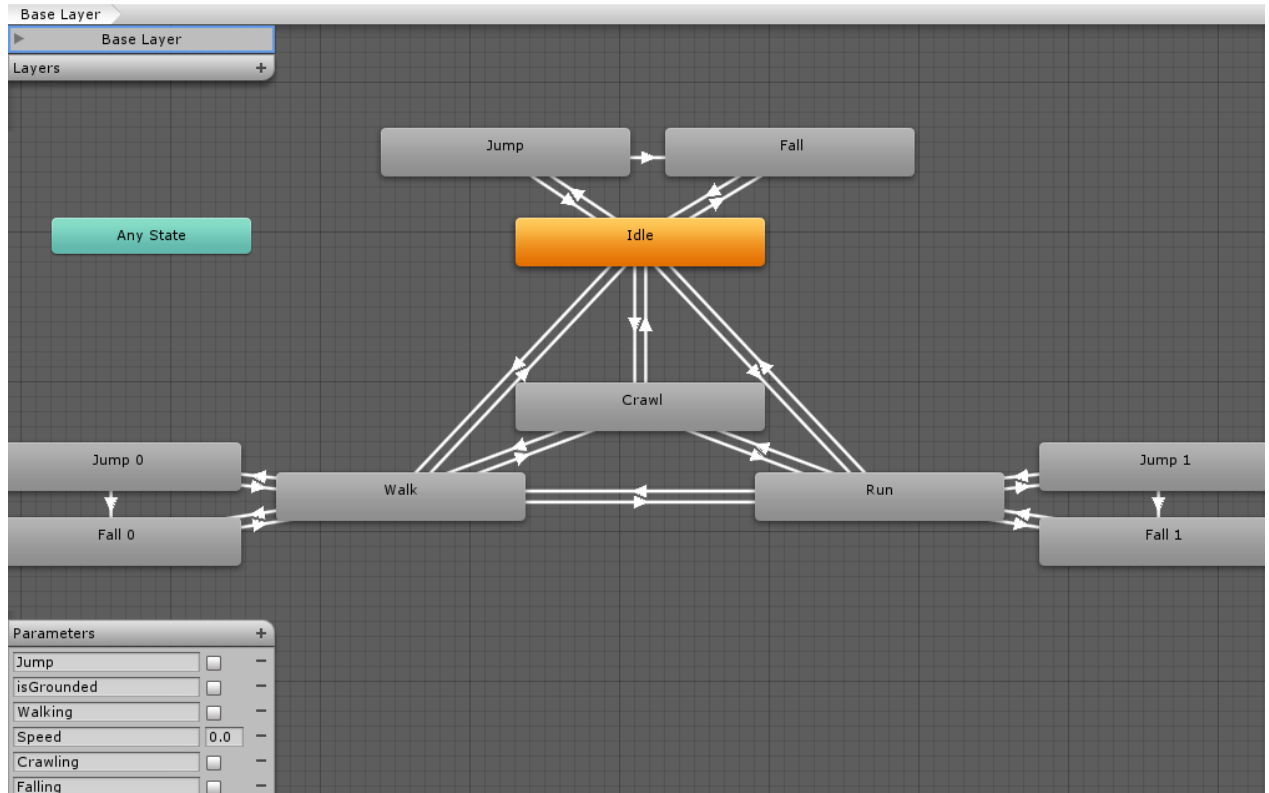 Base Layer
Base Layer
Layers +
Jump
Fall
Any State
Idle
Crawl
Jump 0
Jump 1
Walk
Run
Fall 0
Fall 1
Parameters +
Jump
isGrounded
Walking
Speed 0.0
Crawling
Falling